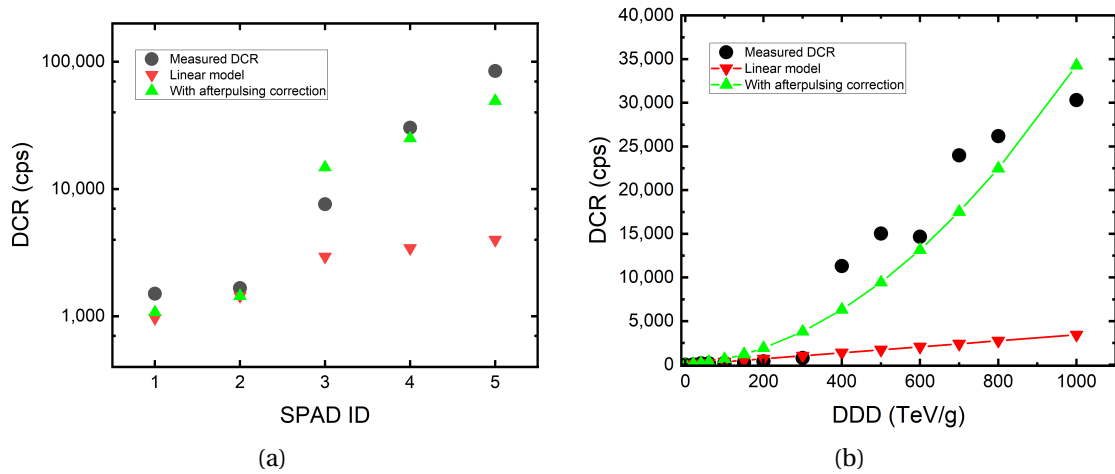 100,000
10,000
1,000
DCR (cps)
Measured DCR
Linear model
With afterpulsing correction
1 2 3 4 5
SPAD ID
(a)
40,000
35,000
30,000
25,000
20,000
15,000
10,000
5,000
0
DCR (cps)
Measured DCR
Linear model
With afterpulsing correction
0 200 400 600 800 1000
DDD (TeV/g)
(b)